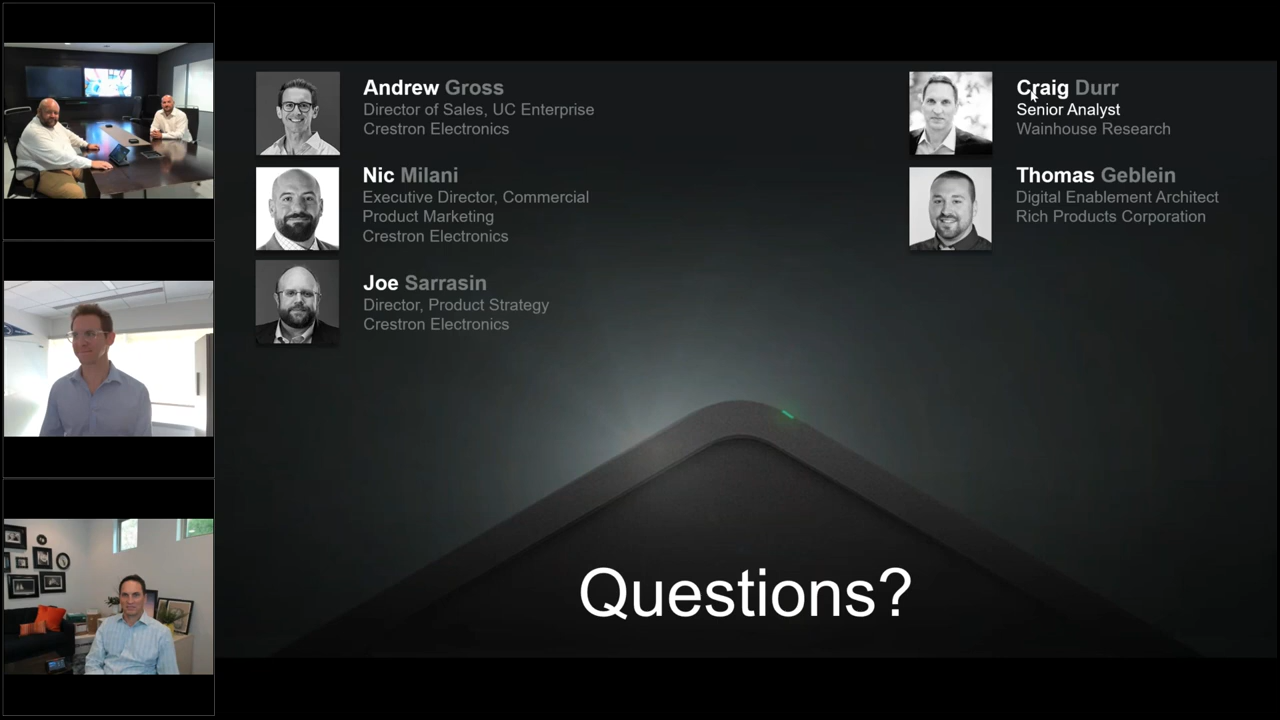 Andrew Gross
Director of Sales, UC Enterprise
Crestron Electronics
Nic Milani
Executive Director, Commercial
Product Marketing
Crestron Electronics
Joe Sarrasin
Director, Product Strategy
Crestron Electronics
Craig Durr
Senior Analyst
Wainhouse Research
Thomas Geblein
Digital Enablement Architect
Rich Products Corporation
Questions?